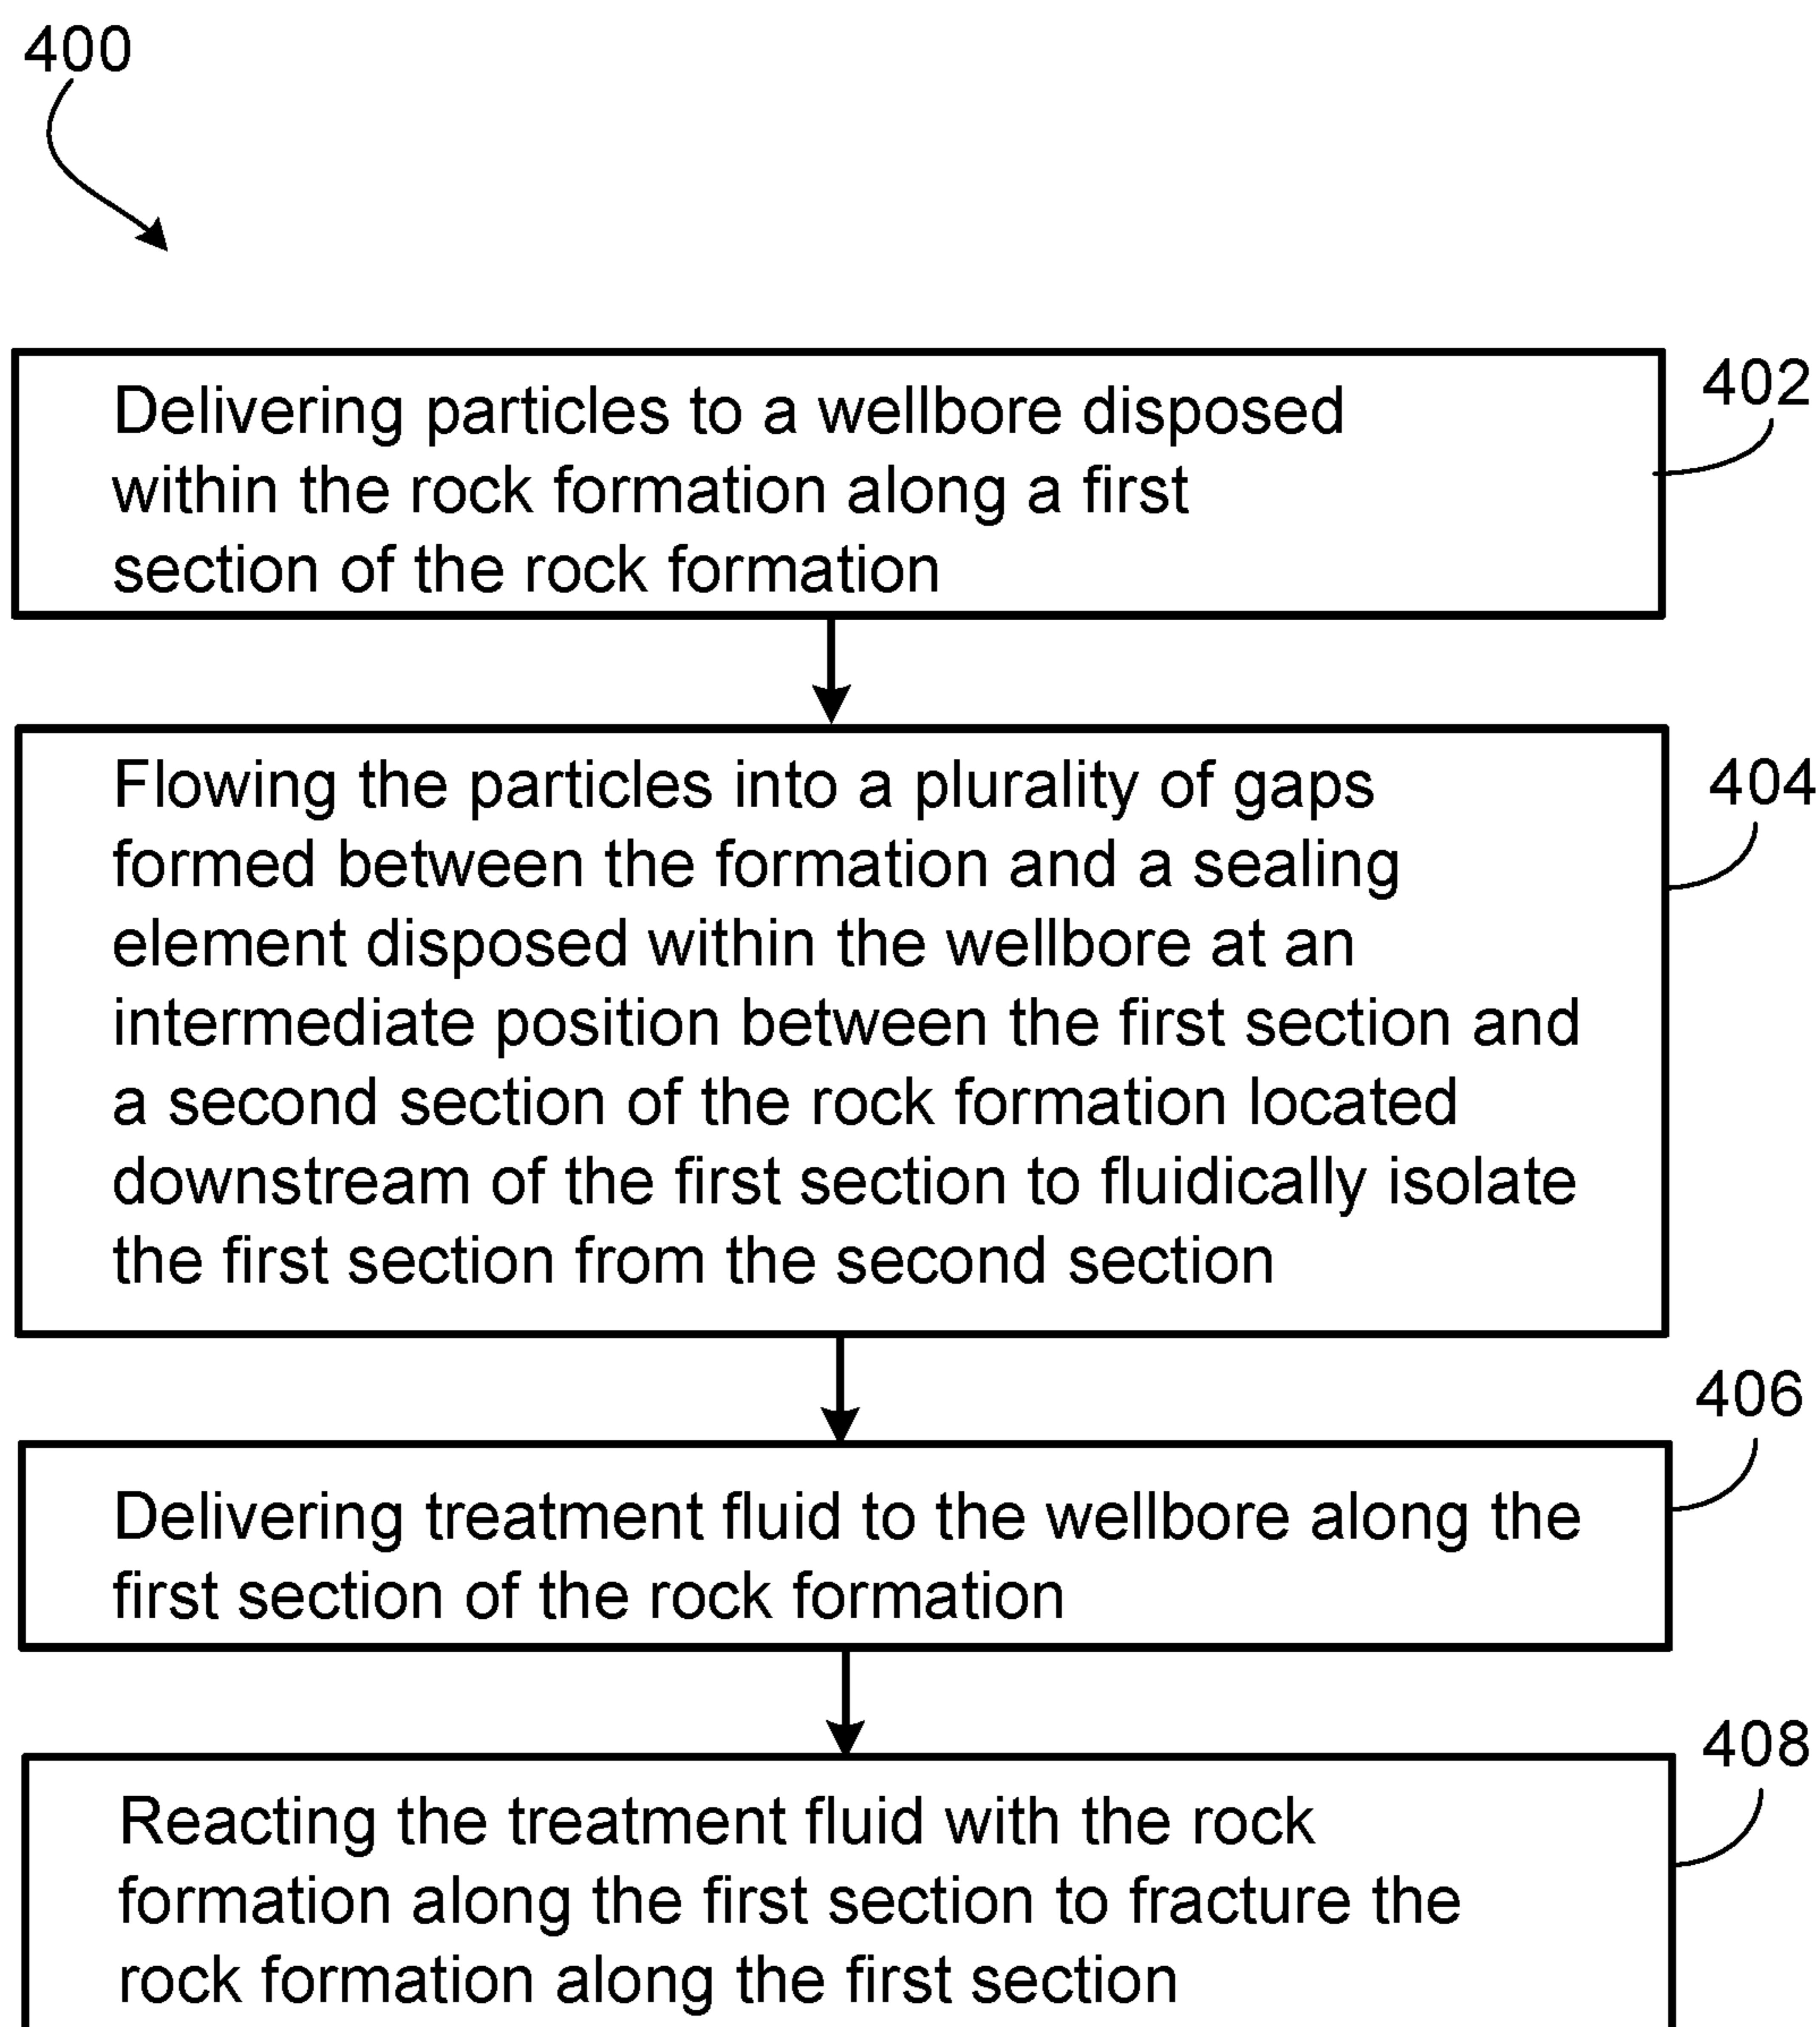 400
Delivering particles to a wellbore disposed
within the rock formation along a first
section of the rock formation
402
Flowing the particles into a plurality of gaps
formed between the formation and a sealing
element disposed within the wellbore at an
intermediate position between the first section and
a second section of the rock formation located
downstream of the first section to fluidically isolate
the first section from the second section
404
Delivering treatment fluid to the wellbore along the
first section of the rock formation
406
Reacting the treatment fluid with the rock
formation along the first section to fracture the
rock formation along the first section
408